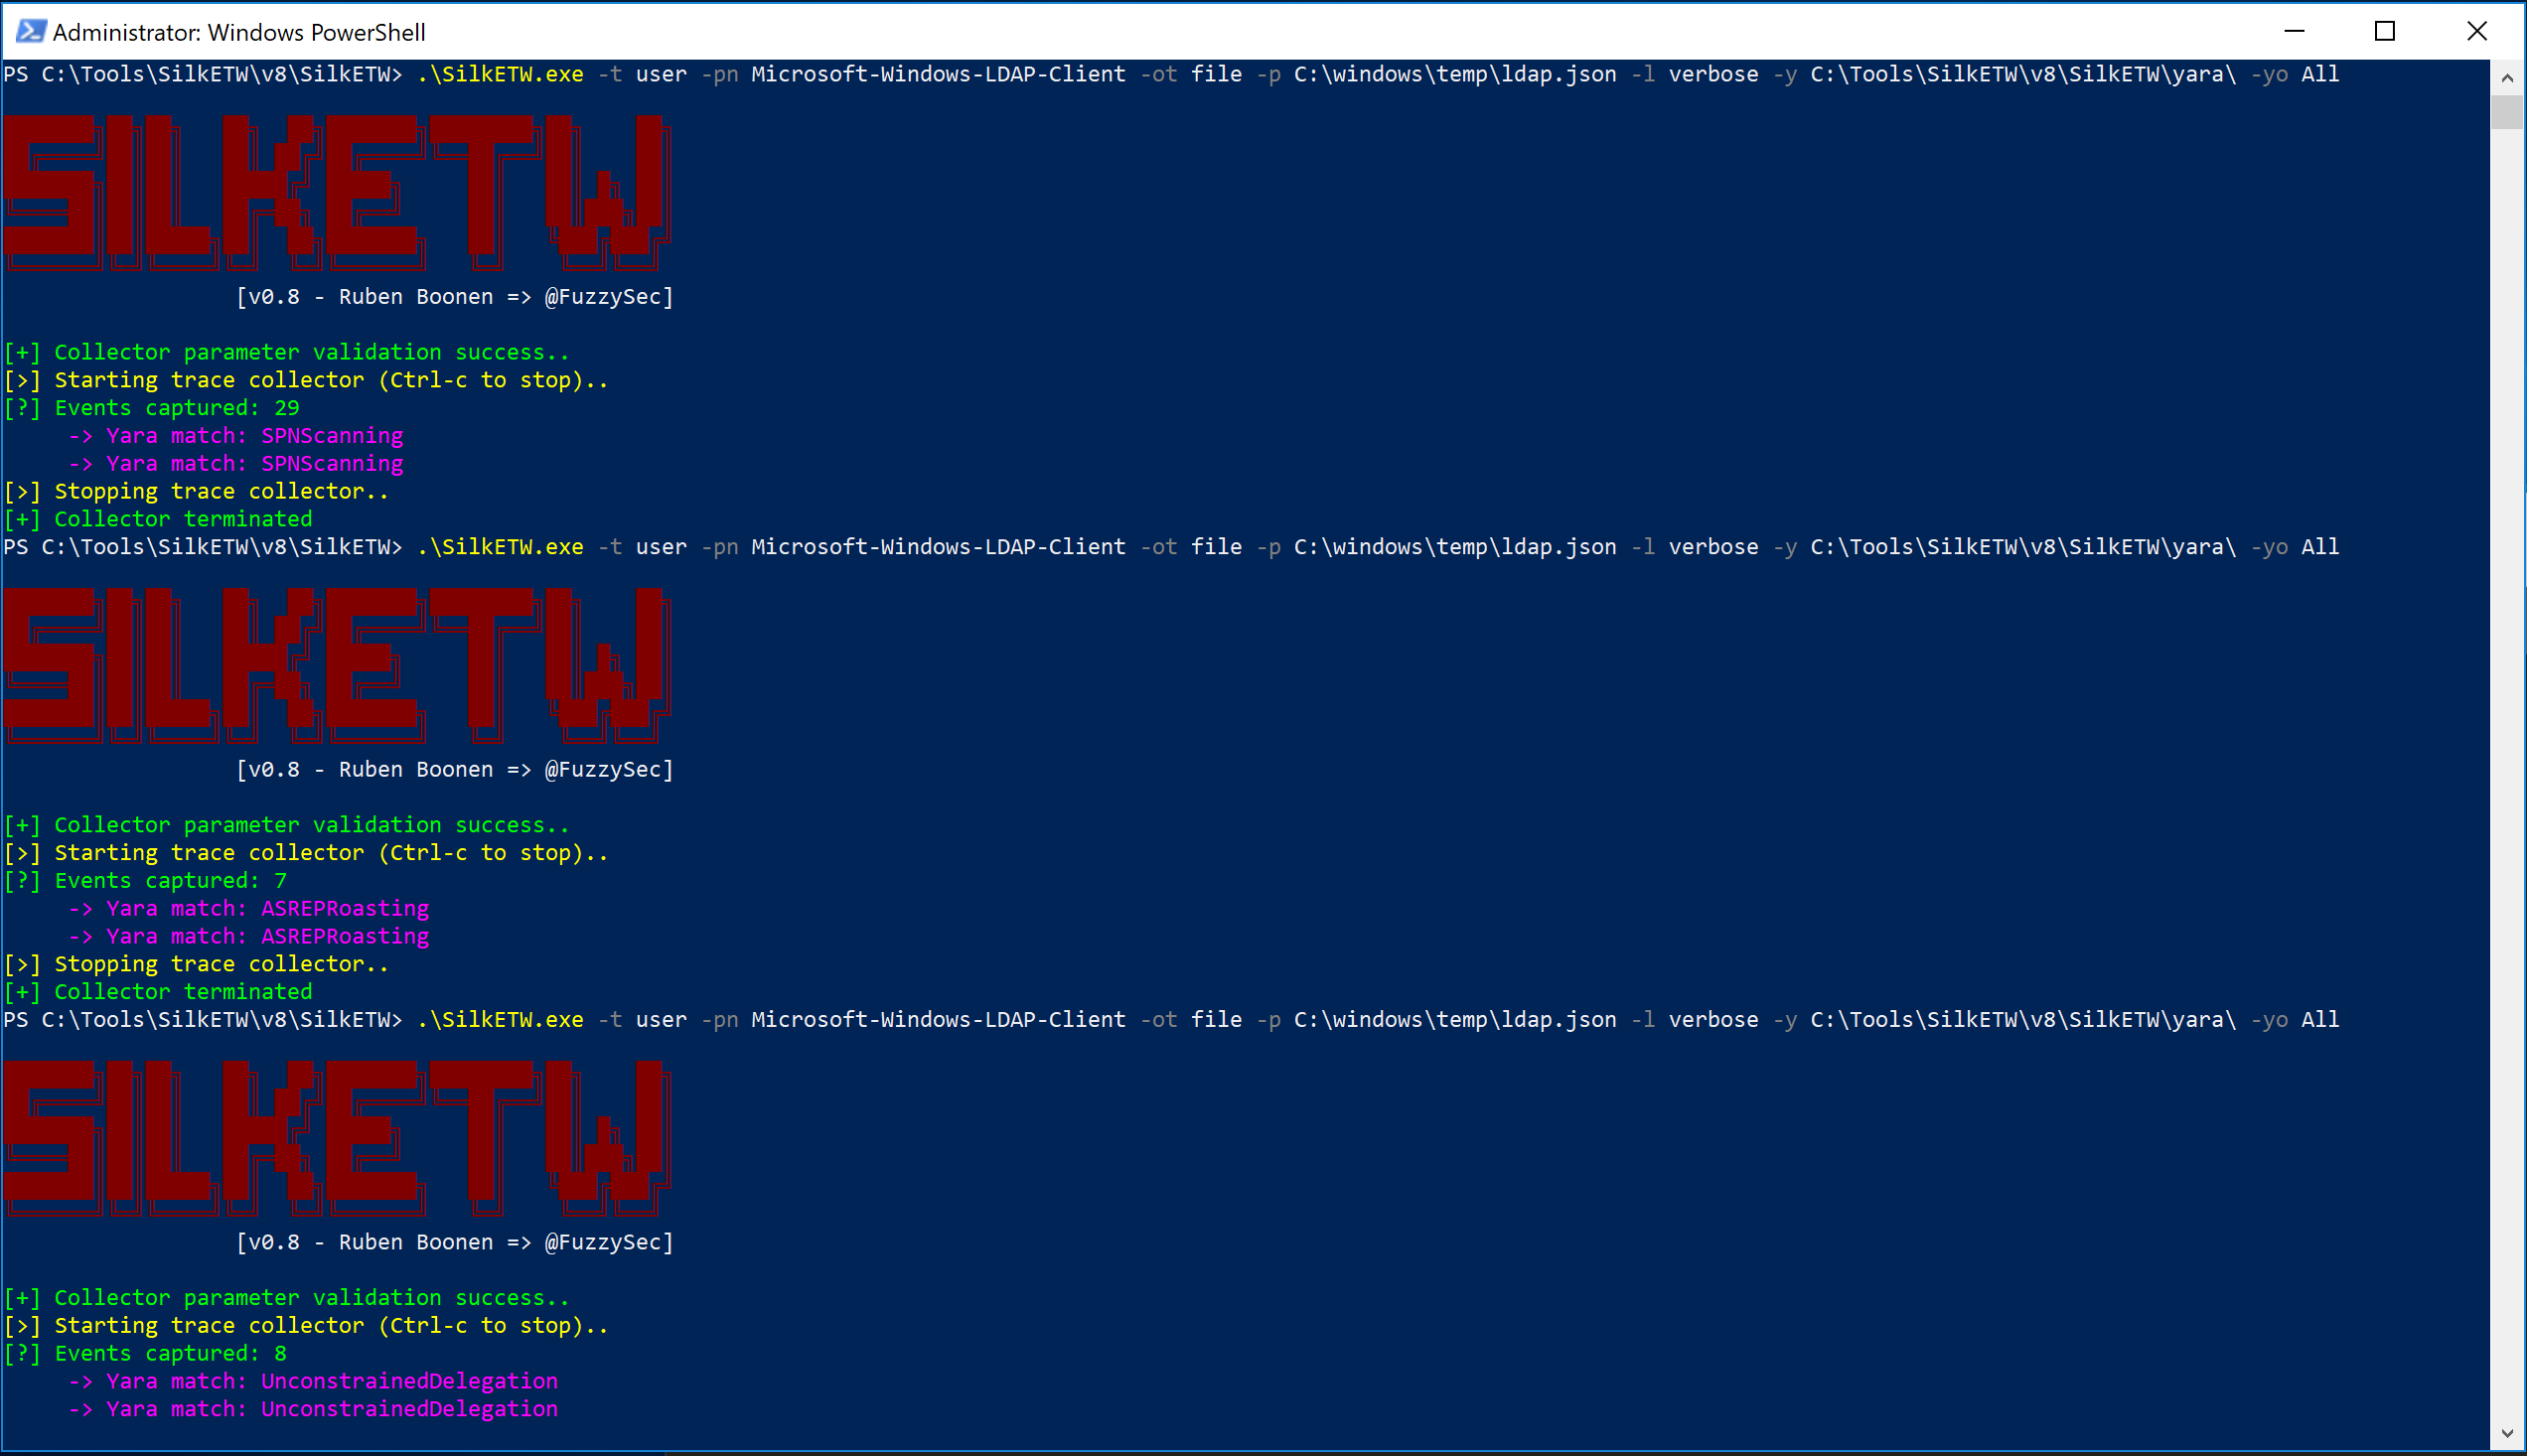 Administrator: Windows PowerShell
PS C:\Tools\SilkETW\v8\SilkETW> .\SilkETW.exe -t user -pn Microsoft-Windows-LDAP-Client -ot file -p C:\windows\temp\ldap.json -l verbose -y C:\Tools\SilkETW\v8\SilkETW\yara\ -yo All
SILKETW
[v0.8 - Ruben Boonen => @FuzzySec]
[+] Collector parameter validation success..
[>] Starting trace collector (Ctrl-c to stop)..
[?] Events captured: 29
-> Yara match: SPNScanning
-> Yara match: SPNScanning
[>] Stopping trace collector..
[+] Collector terminated
PS C:\Tools\SilkETW\v8\SilkETW> .\SilkETW.exe -t user -pn Microsoft-Windows-LDAP-Client -ot file -p C:\windows\temp\ldap.json -l verbose -y C:\Tools\SilkETW\v8\SilkETW\yara\ -yo All
SILKETW
[v0.8 - Ruben Boonen => @FuzzySec]
[+] Collector parameter validation success..
[>] Starting trace collector (Ctrl-c to stop)..
[?] Events captured: 7
-> Yara match: ASREPRoasting
-> Yara match: ASREPRoasting
[>] Stopping trace collector..
[+] Collector terminated
PS C:\Tools\SilkETW\v8\SilkETW> .\SilkETW.exe -t user -pn Microsoft-Windows-LDAP-Client -ot file -p C:\windows\temp\ldap.json -l verbose -y C:\Tools\SilkETW\v8\SilkETW\yara\ -yo All
SILKETW
[v0.8 - Ruben Boonen => @FuzzySec]
[+] Collector parameter validation success..
[>] Starting trace collector (Ctrl-c to stop)..
[?] Events captured: 8
-> Yara match: UnconstrainedDelegation
-> Yara match: UnconstrainedDelegation